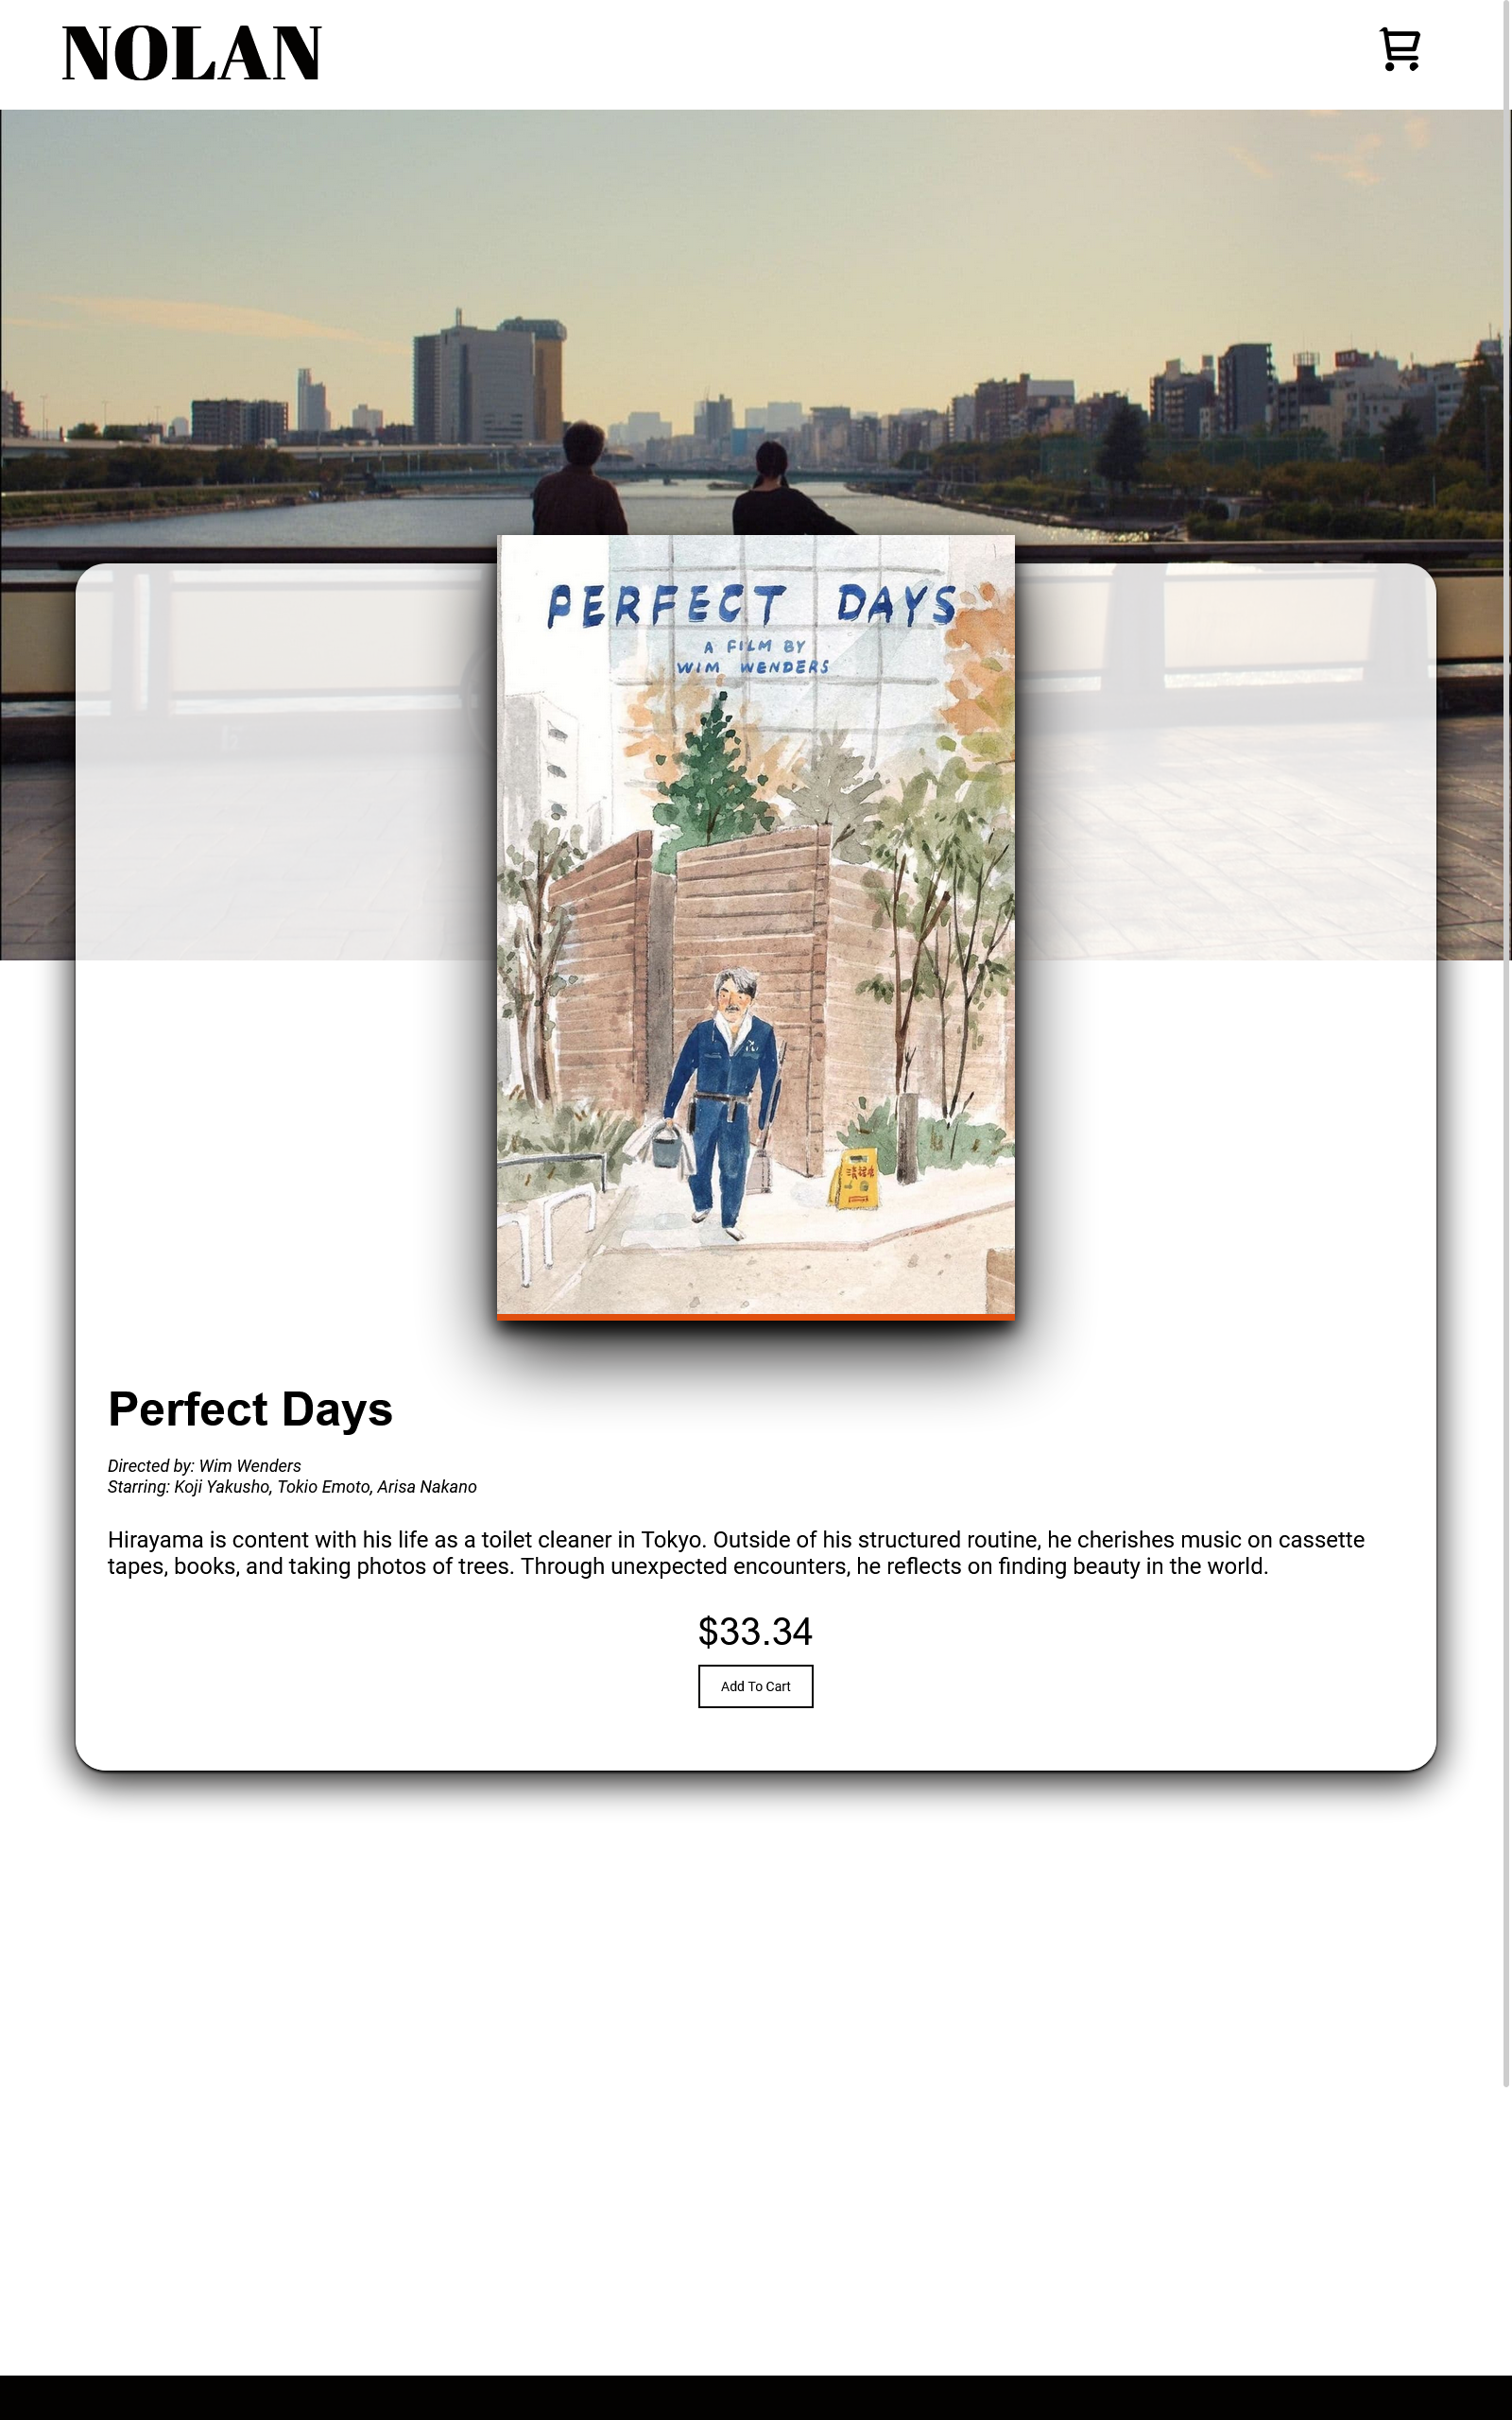 NOLAN
PERFECT DAYS
A FILM BY
WIM WENDERS
Perfect Days
Directed by: Wim Wenders
Starring: Koji Yakusho, Tokio Emoto, Arisa Nakano
Hirayama is content with his life as a toilet cleaner in Tokyo. Outside of his structured routine, he cherishes music on cassette
tapes, books, and taking photos of trees. Through unexpected encounters, he reflects on finding beauty in the world.
$33.34
Add To Cart